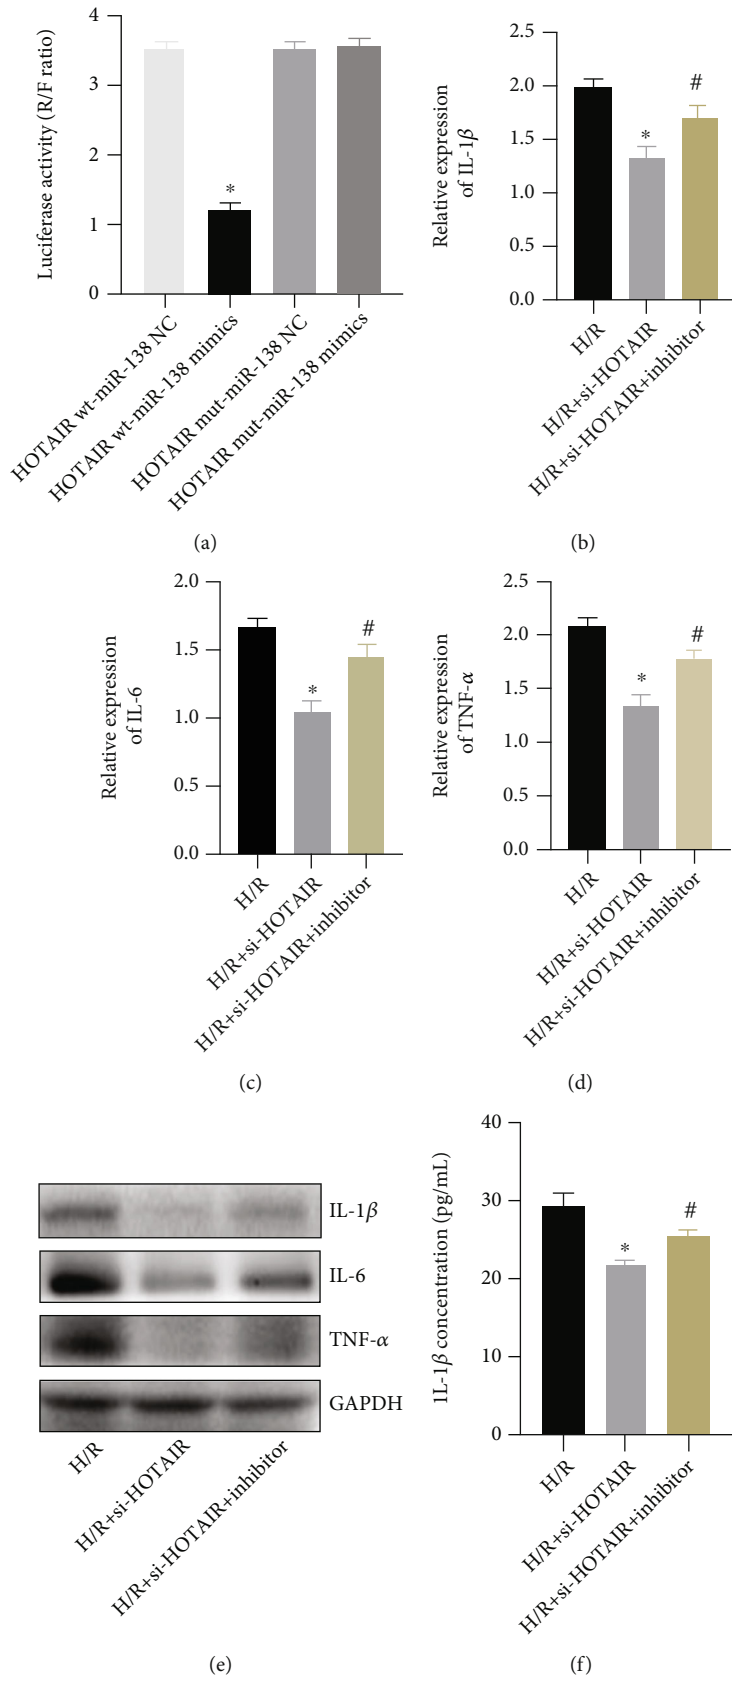 4
3
2
1
0
Luciferase activity (R/F ratio)
*
HOTAIR wt-miR-138 NC
HOTAIR wt-miR-138 mimics
HOTAIR mut-miR-138 NC
HOTAIR mut-miR-138 mimics
(a)
2.5
2.0
1.5
1.0
0.5
0.0
Relative expression
of IL-1β
*
#
H/R
H/R+si-HOTAIR
H/R+si-HOTAIR+inhibitor
(b)
2.0
1.5
1.0
0.5
0.0
Relative expression
of IL-6
*
#
H/R
H/R+si-HOTAIR
H/R+si-HOTAIR+inhibitor
(c)
2.5
2.0
1.5
1.0
0.5
0.0
Relative expression
of TNF-α
*
#
H/R
H/R+si-HOTAIR
H/R+si-HOTAIR+inhibitor
(d)
IL-1β
IL-6
TNF-α
GAPDH
H/R
H/R+si-HOTAIR
H/R+si-HOTAIR+inhibitor
(e)
40
30
20
10
0
1L-1β concentration (pg/mL)
*
#
H/R
H/R+si-HOTAIR
H/R+si-HOTAIR+inhibitor
(f)